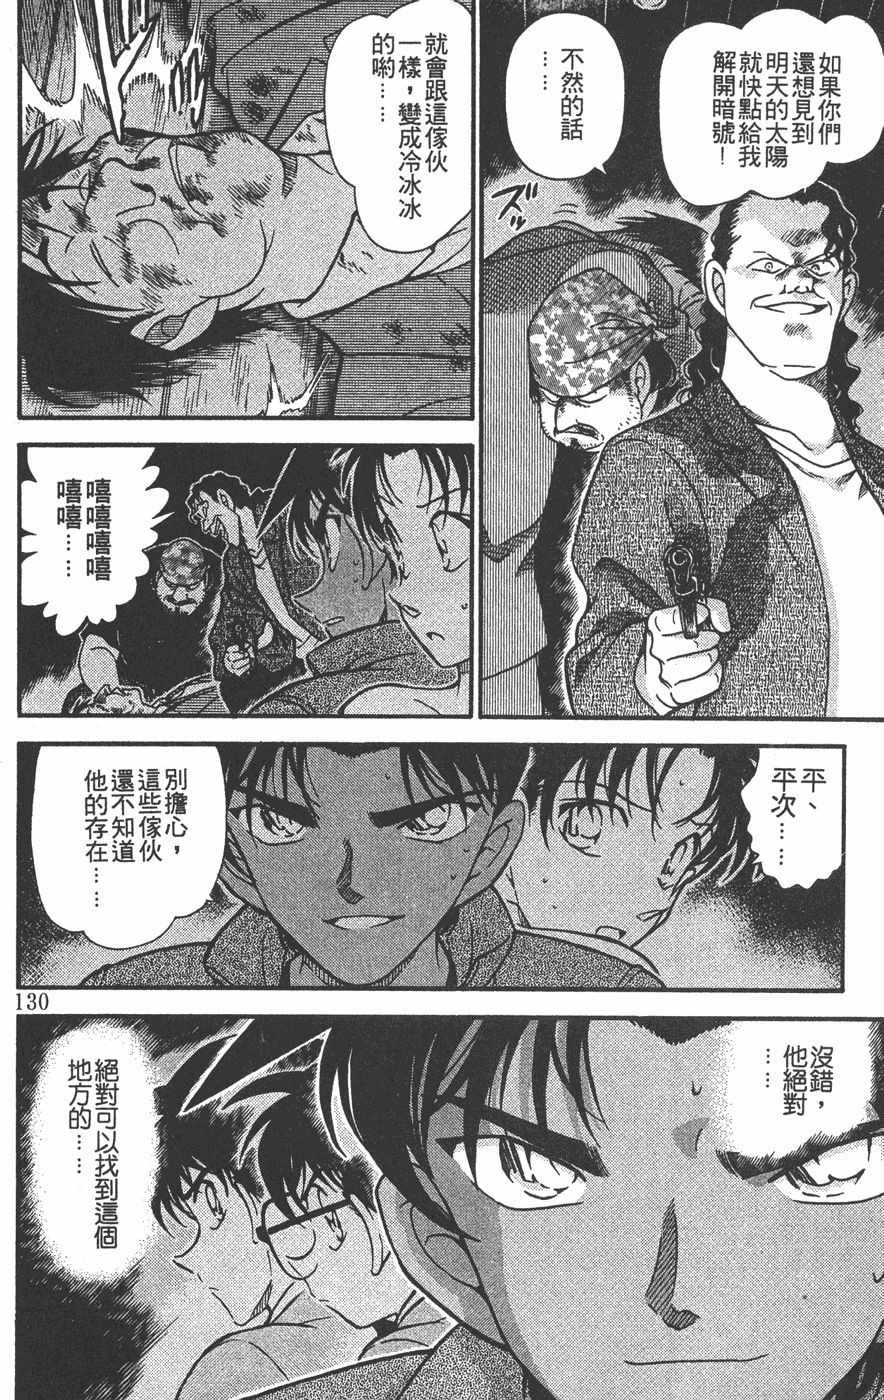 如果你們
還想見到
明天的太陽
就快點給我
解開暗號！
不然的話
……
ズズッ
就會跟這傢伙
一樣，變成冷冰冰
的喲……
嘻嘻嘻嘻
嘻嘻……
平、
平次……
別擔心，
這些傢伙
還不知道
他的存在……
沒錯，
他絕對
……
絕對可以找到這個
地方的……
130